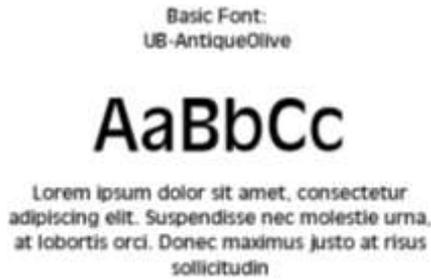 Basic Font:
UB-AntiqueOlive
AaBbCc
Lorem ipsum dolor sit amet, consectetur
adipiscing elit. Suspendisse nec molestie urna,
at lobortis orci. Donec maximus justo at risus
sollicitudin